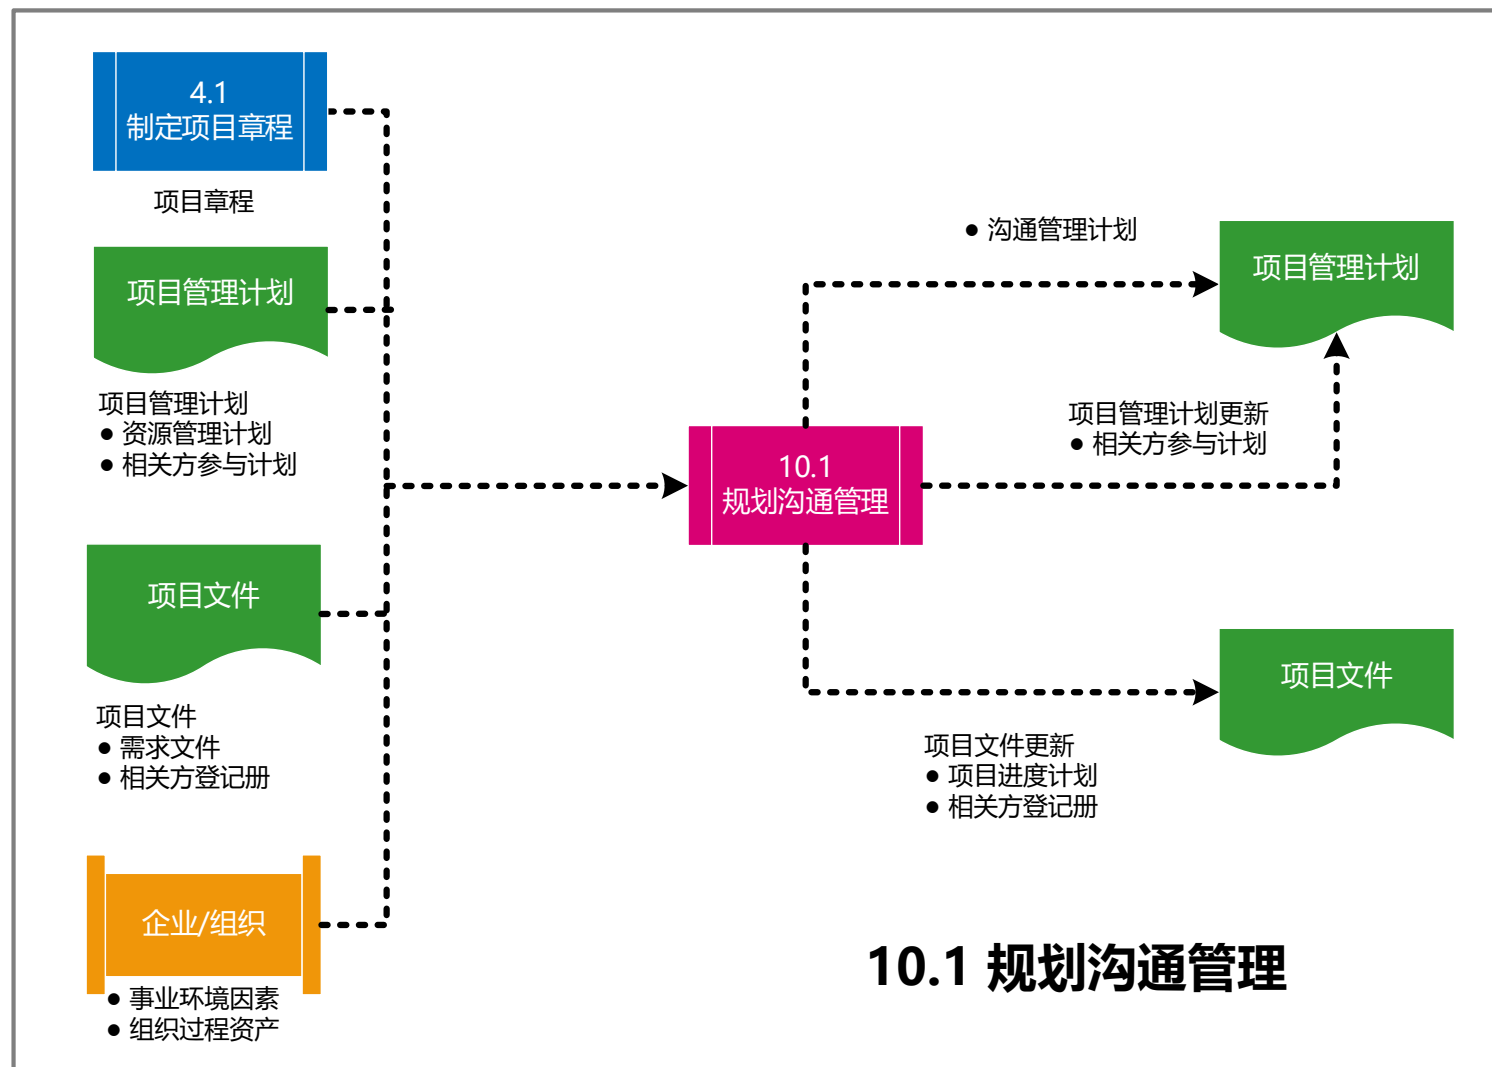 4.1
制定项目章程
项目章程
项目管理计划
项目管理计划
● 资源管理计划
● 相关方参与计划
项目文件
项目文件
● 需求文件
● 相关方登记册
企业/组织
● 事业环境因素
● 组织过程资产
10.1
规划沟通管理
● 沟通管理计划
项目管理计划
项目管理计划更新
● 相关方参与计划
项目文件
项目文件更新
● 项目进度计划
● 相关方登记册
10.1 规划沟通管理